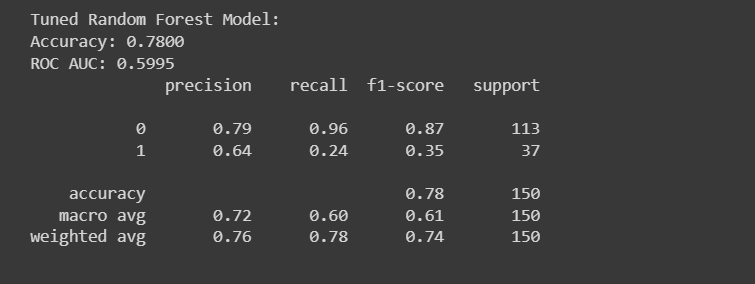 Tuned Random Forest Model:
Accuracy: 0.7800
ROC AUC: 0.5995
precision recall f1-score support
0 0.79 0.96 0.87 113
1 0.64 0.24 0.35 37
accuracy 0.78 150
macro avg 0.72 0.60 0.61 150
weighted avg 0.76 0.78 0.74 150